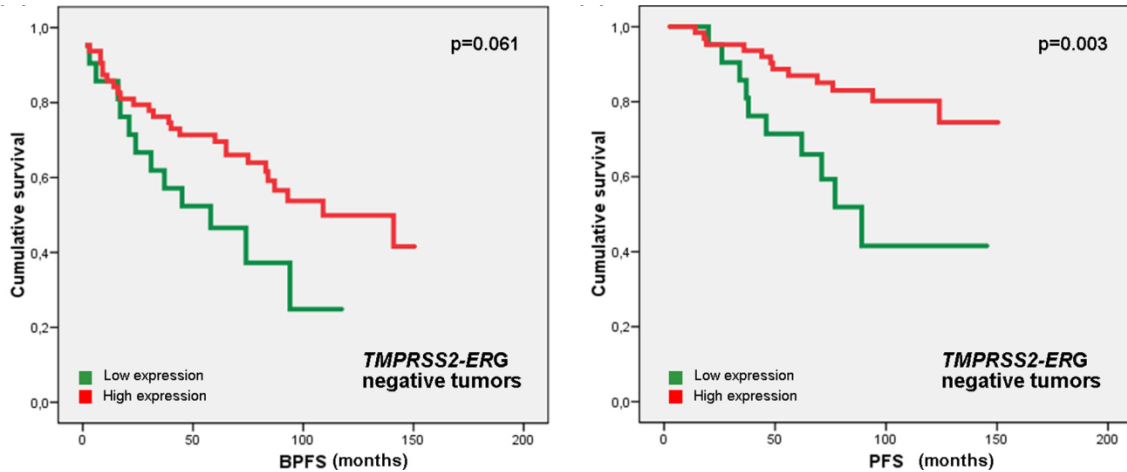 1,0
0,8
0,6
0,4
0,2
0,0
Cumulative survival
p=0.061
TMPRSS2-ERG
negative tumors
Low expression
High expression
0
50
100
150
200
BPFS (months)
1,0
0,8
0,6
0,4
0,2
0,0
Cumulative survival
p=0.003
TMPRSS2-ERG
negative tumors
Low expression
High expression
0
50
100
150
200
PFS (months)